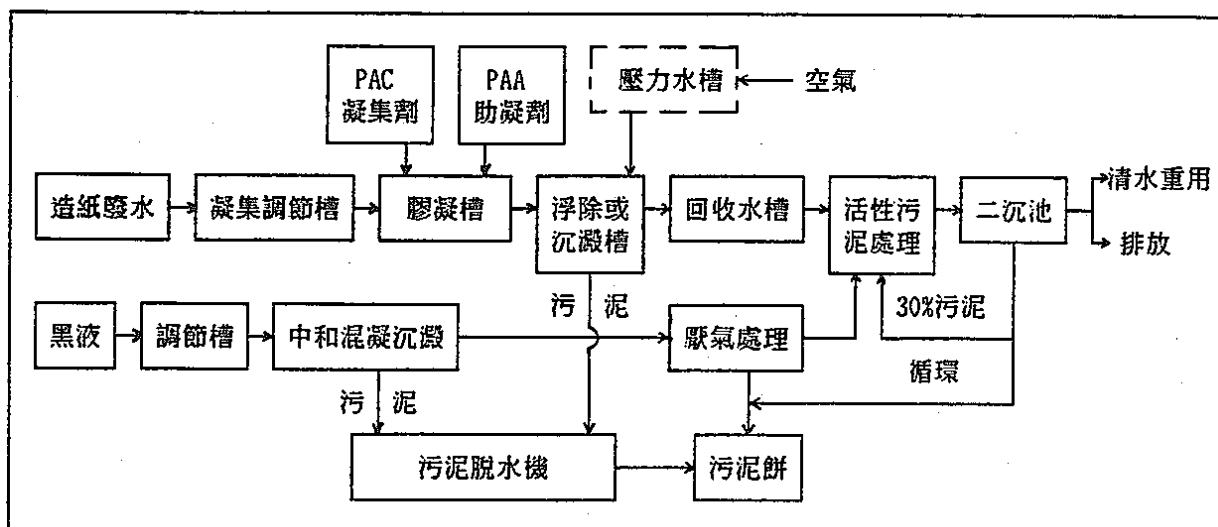 PAC
凝集劑
PAA
助凝劑
壓力水槽
空氣
造紙廢水
凝集調節槽
膠凝槽
浮除或
沉澱槽
回收水槽
活性污
泥處理
二沉池
清水重用
排放
污 泥
30%污泥
循環
黑液
調節槽
中和混凝沉澱
厭氧處理
污 泥
污泥脫水機
污泥餅